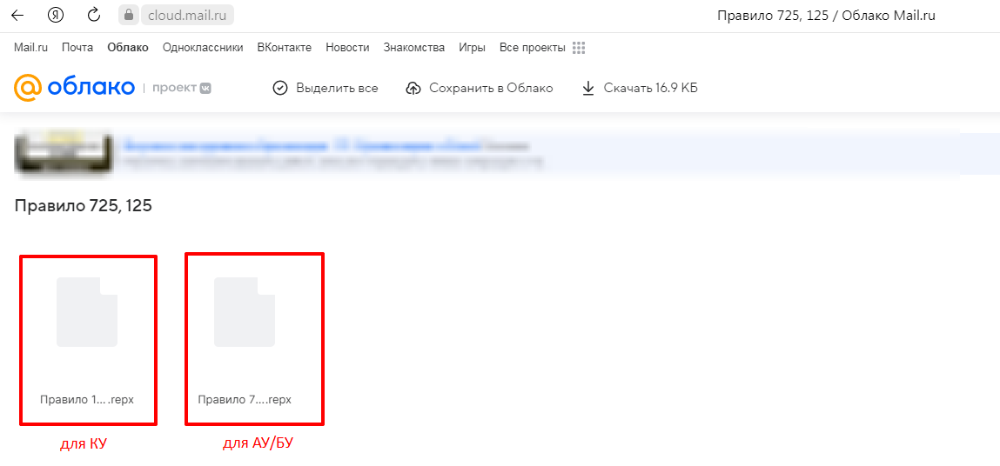 Я cloud.mail.ru Правило 725, 125 / Облако Mail.ru
Mail.ru Почта Облако Одноклассники ВКонтакте Новости Знакомства Игры Все проекты
облако проект Выделить все Сохранить в Облако Скачать 16.9 КБ
Правило 725, 125
Правило 1... .repx Правило 7....repx
для КУ для АУ/БУ